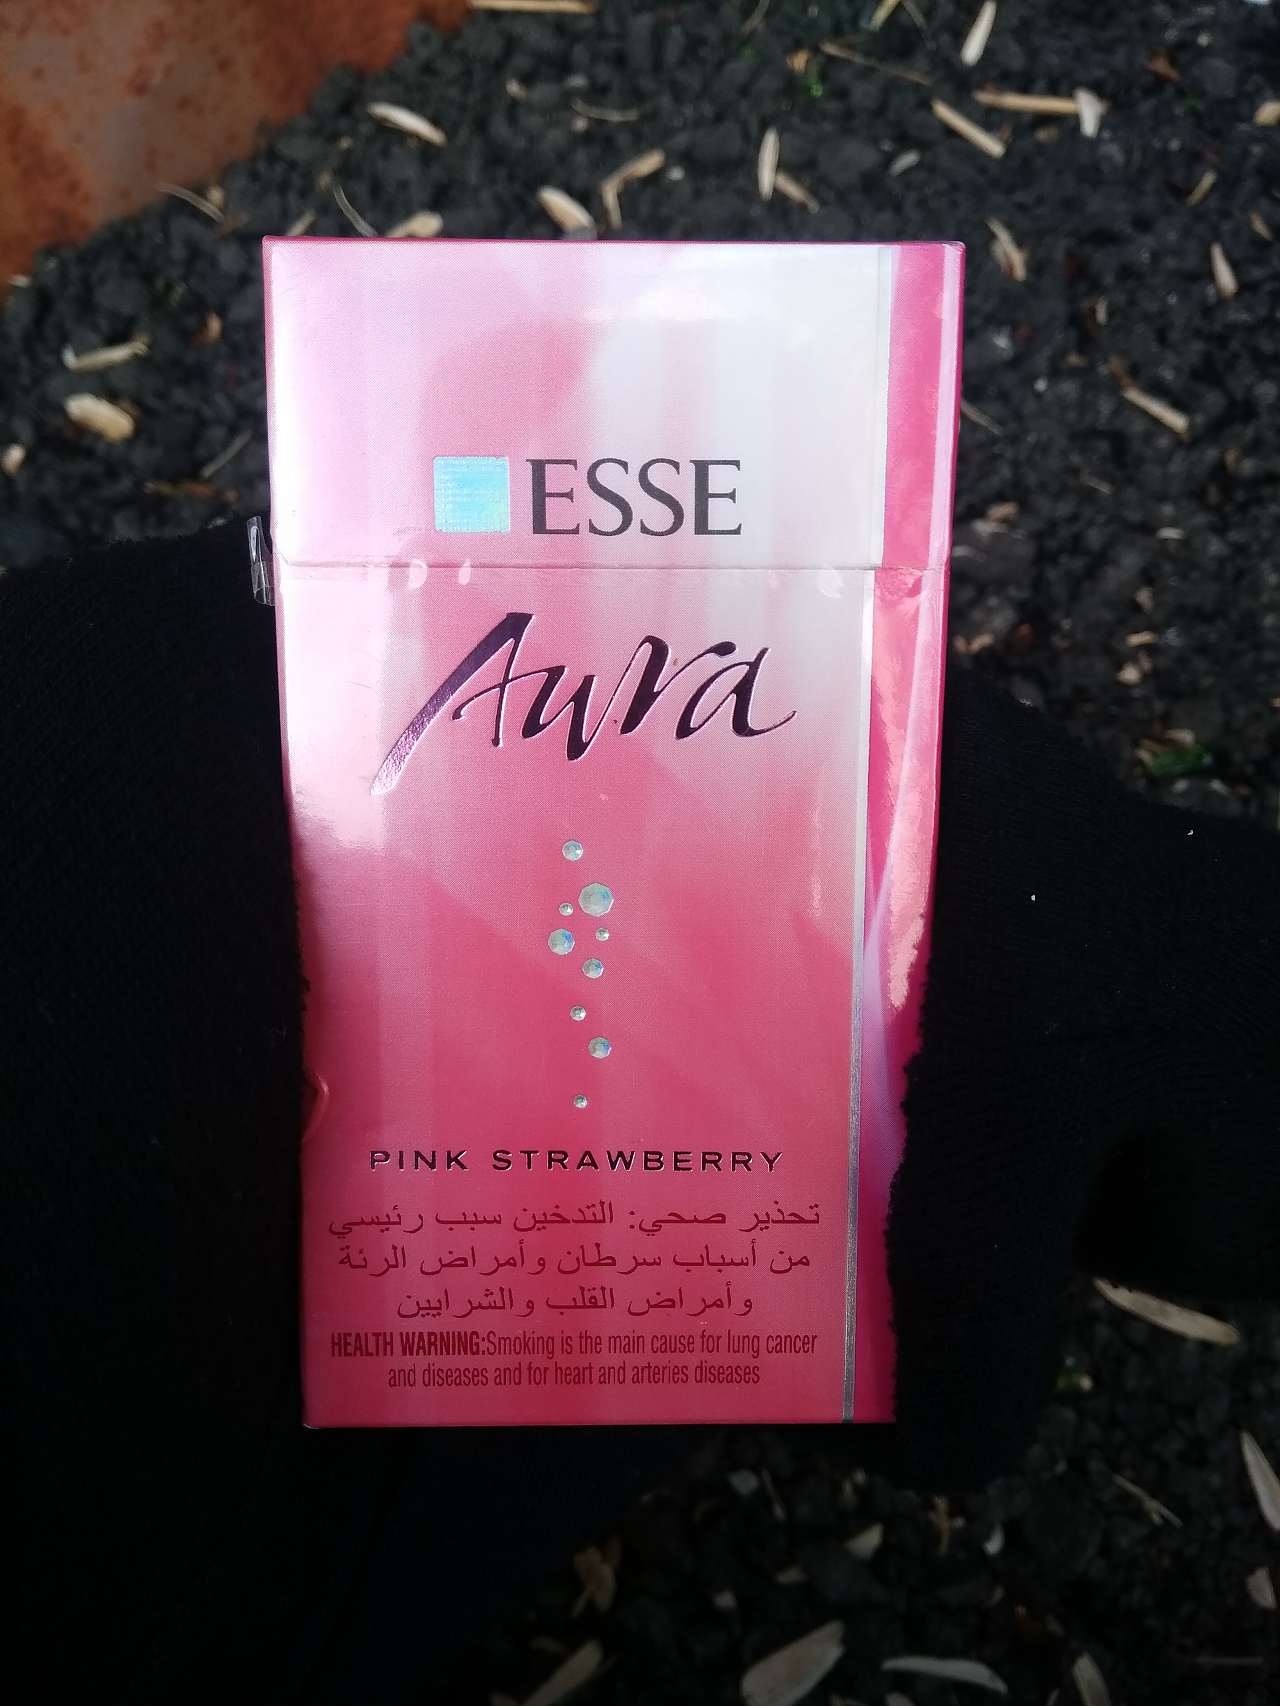 ESSE
Aura
PINK STRAWBERRY
تحذير صحي: التدخين سبب رئيسي
من أسباب سرطان وأمراض الرئة
وأمراض القلب والشرايين
HEALTH WARNING:Smoking is the main cause for lung cancer
and diseases and for heart and arteries diseases